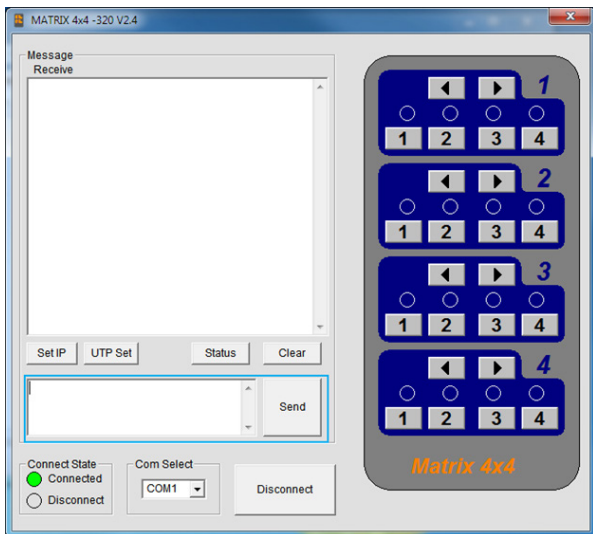 MATRIX 4x4 -320 V2.4
Message
Receive
Set IP UTP Set Status Clear
Send
Connect State
Connected
Disconnect
Com Select
COM1
Disconnect
1
1 2 3 4
2
1 2 3 4
3
1 2 3 4
4
1 2 3 4
Matrix 4x4